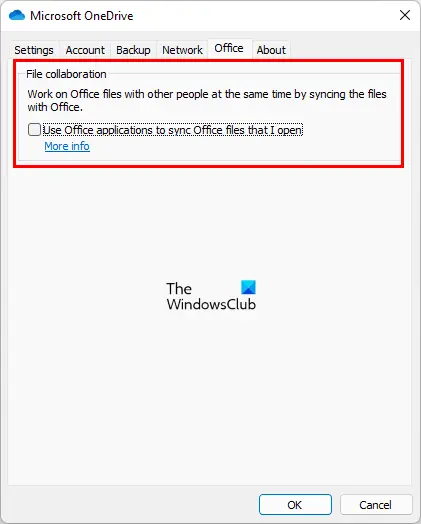 Microsoft OneDrive
Settings Account Backup Network Office About
File collaboration
Work on Office files with other people at the same time by syncing the files
with Office.
Use Office applications to sync Office files that I open
More info
The
WindowsClub
OK Cancel